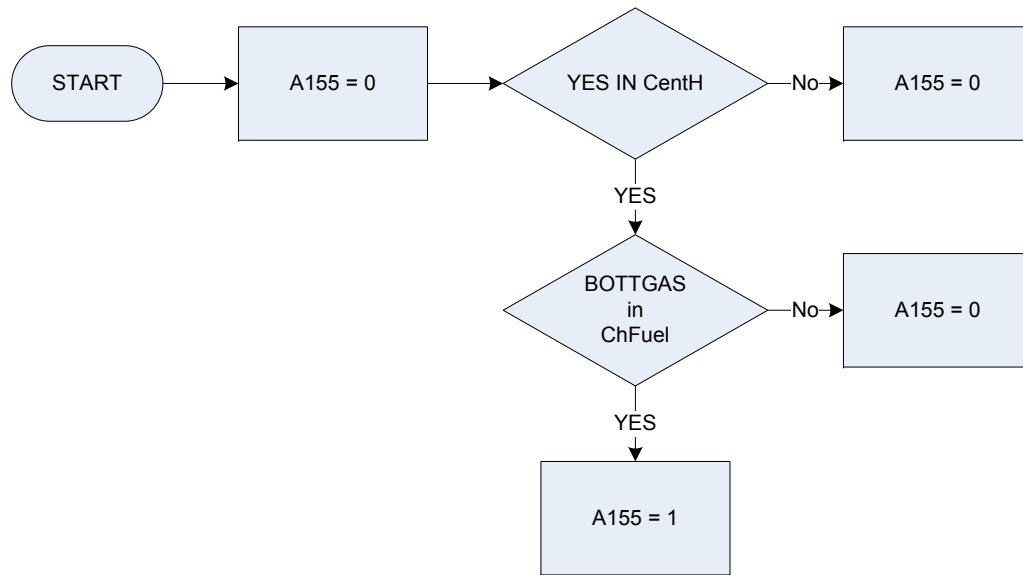 START
A155 = 0
YES IN CentH
No
A155 = 0
YES
BOTTGAS
in
ChFuel
No
A155 = 0
YES
A155 = 1